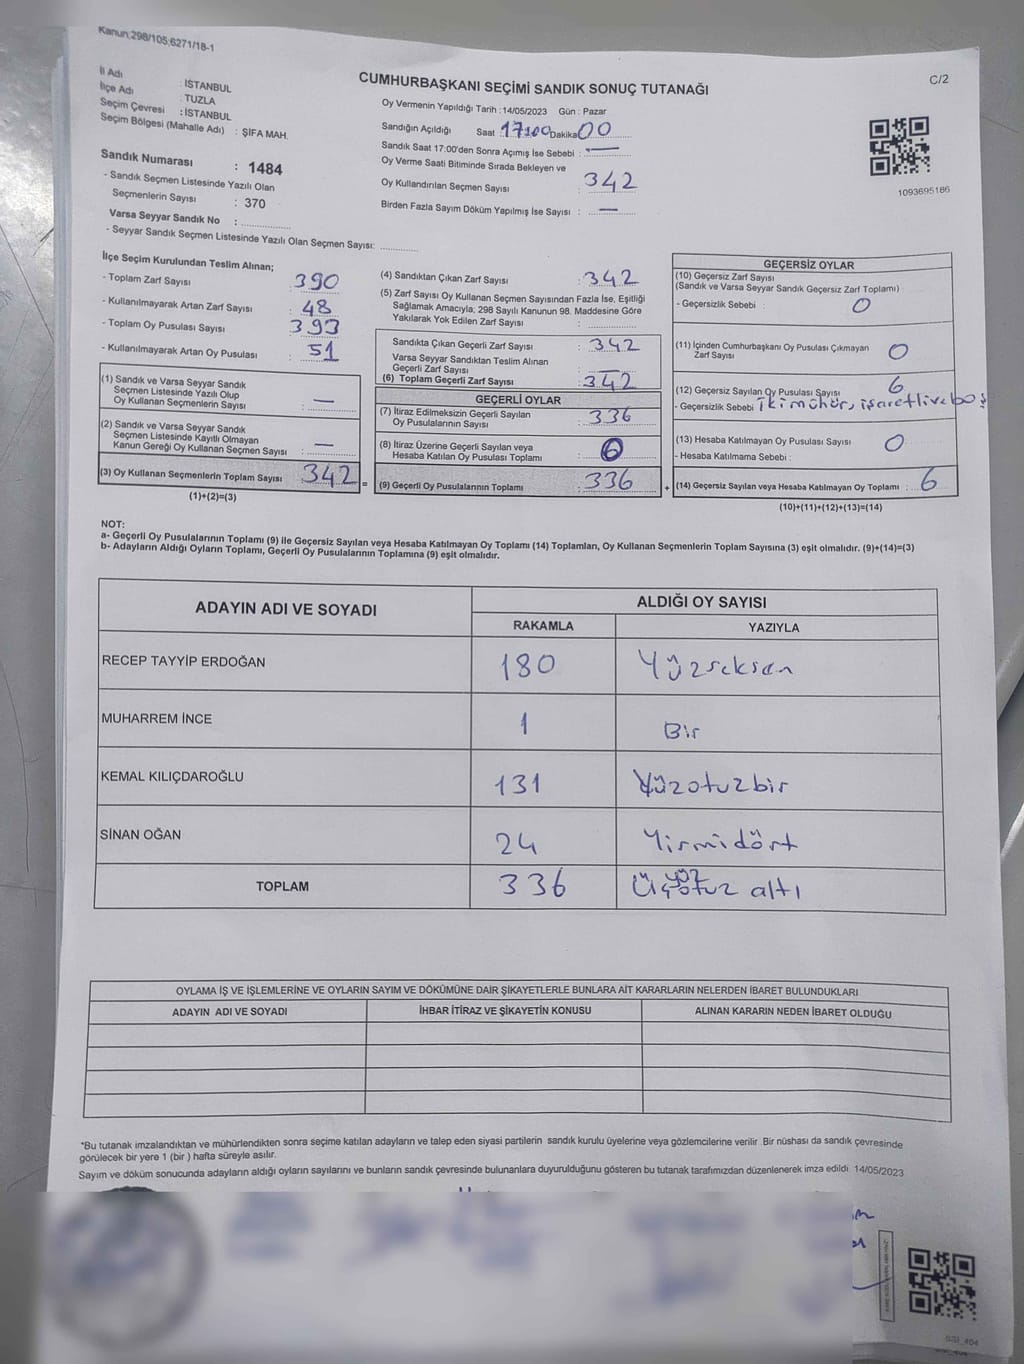 Kanun;298/105;6271/18-1
İl Adı : İSTANBUL
İlçe Adı : TUZLA
Seçim Çevresi : İSTANBUL
Seçim Bölgesi (Mahalle Adı) : ŞİFA MAH.
Sandık Numarası : 1484
- Sandık Seçmen Listesinde Yazılı Olan
Seçmenlerin Sayısı : 370
Varsa Seyyar Sandık No :
- Seyyar Sandık Seçmen Listesinde Yazılı Olan Seçmen Sayısı:
CUMHURBAŞKANI SEÇİMİ SANDIK SONUÇ TUTANAĞI
C/2
Oy Vermenin Yapıldığı Tarih :14/05/2023 Gün : Pazar
Sandığın Açıldığı Saat : 17:00 Dakika 00
Sandık Saat 17:00'den Sonra Açımış İse Sebebi : —
Oy Verme Saati Bitiminde Sırada Bekleyen ve
Oy Kullandırılan Seçmen Sayısı : 342
Birden Fazla Sayım Döküm Yapılmış İse Sayısı : —
1093695186
İlçe Seçim Kurulundan Teslim Alınan;
- Toplam Zarf Sayısı : 390
- Kullanılmayarak Artan Zarf Sayısı : 48
- Toplam Oy Pusulası Sayısı : 393
- Kullanılmayarak Artan Oy Pusulası : 51
(1) Sandık ve Varsa Seyyar Sandık
Seçmen Listesinde Yazılı Olup
Oy Kullanan Seçmenlerin Sayısı : —
(2) Sandık ve Varsa Seyyar Sandık
Seçmen Listesinde Kayıtlı Olmayan
Kanun Gereği Oy Kullanan Seçmen Sayısı : —
(3) Oy Kullanan Seçmenlerin Toplam Sayısı : 342 =
(1)+(2)=(3)
(4) Sandıktan Çıkan Zarf Sayısı : 342
(5) Zarf Sayısı Oy Kullanan Seçmen Sayısından Fazla İse, Eşitliği
Sağlamak Amacıyla; 298 Sayılı Kanunun 98. Maddesine Göre
Yakılarak Yok Edilen Zarf Sayısı :
Sandıkta Çıkan Geçerli Zarf Sayısı : 342
Varsa Seyyar Sandıktan Teslim Alınan
Geçerli Zarf Sayısı : —
(6) Toplam Geçerli Zarf Sayısı : 342
GEÇERLİ OYLAR
(7) İtiraz Edilmeksizin Geçerli Sayılan
Oy Pusulalarının Sayısı : 336
(8) İtiraz Üzerine Geçerli Sayılan veya
Hesaba Katılan Oy Pusulası Toplamı : 0
(9) Geçerli Oy Pusulalarının Toplamı : 336 +
GEÇERSİZ OYLAR
(10) Geçersiz Zarf Sayısı
(Sandık ve Varsa Seyyar Sandık Geçersiz Zarf Toplamı)
- Geçersizlik Sebebi : 0
(11) İçinden Cumhurbaşkanı Oy Pusulası Çıkmayan
Zarf Sayısı 0
(12) Geçersiz Sayılan Oy Pusulası Sayısı : 6
- Geçersizlik Sebebi : iki mühür, işaretli ve boş
(13) Hesaba Katılmayan Oy Pusulası Sayısı : 0
- Hesaba Katılmama Sebebi :
(14) Geçersiz Sayılan veya Hesaba Katılmayan Oy Toplamı : 6
(10)+(11)+(12)+(13)=(14)
NOT:
a- Geçerli Oy Pusulalarının Toplamı (9) ile Geçersiz Sayılan veya Hesaba Katılmayan Oy Toplamı (14) Toplamları, Oy Kullanan Seçmenlerin Toplam Sayısına (3) eşit olmalıdır. (9)+(14)=(3)
b- Adayların Aldığı Oyların Toplamı, Geçerli Oy Pusulalarının Toplamına (9) eşit olmalıdır.
ADAYIN ADI VE SOYADI ALDIĞI OY SAYISI
RAKAMLA YAZIYLA
RECEP TAYYİP ERDOĞAN 180 Yüzseksen
MUHARREM İNCE 1 Bir
KEMAL KILIÇDAROĞLU 131 Yüzotuzbir
SİNAN OĞAN 24 Yirmidört
TOPLAM 336 Üçyüzotuz altı
OYLAMA İŞ VE İŞLEMLERİNE VE OYLARIN SAYIM VE DÖKÜMÜNE DAİR ŞİKAYETLERLE BUNLARA AİT KARARLARIN NELERDEN İBARET BULUNDUKLARI
ADAYIN ADI VE SOYADI İHBAR İTİRAZ VE ŞİKAYETİN KONUSU ALINAN KARARIN NEDEN İBARET OLDUĞU
*Bu tutanak imzalandıktan ve mühürlendikten sonra seçime katılan adayların ve talep eden siyasi partilerin sandık kurulu üyelerine veya gözlemcilerine verilir .Bir nüshası da sandık çevresinde
görülecek bir yere 1 (bir ) hafta süreyle asılır.
Sayım ve döküm sonucunda adayların aldığı oyların sayılarını ve bunların sandık çevresinde bulunanlara duyurulduğunu gösteren bu tutanak tarafımızdan düzenlenerek imza edildi. 14/05/2023